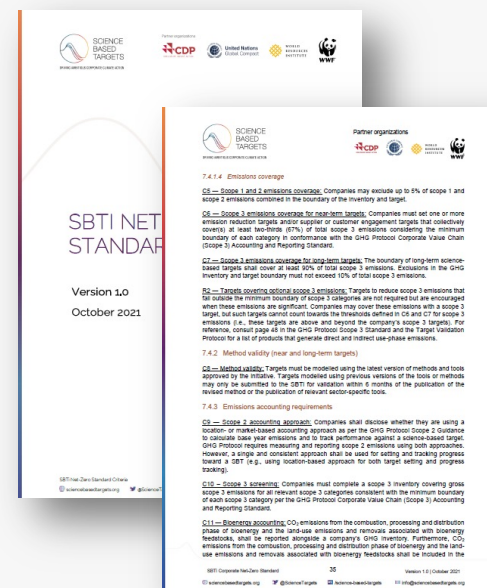 SCIENCE
BASED
TARGETS
DRIVING AMBITIOUS CORPORATE CLIMATE ACTION
Partner organizations
CDP
United Nations
Global Compact
WORLD
RESOURCES
INSTITUTE
WWF
SBTI NET
STANDAR
Version 1.0
October 2021
SBTi Net-Zero Standard Criteria
sciencebasedtargets.org @ScienceT
SCIENCE
BASED
TARGETS
DRIVING AMBITIOUS CORPORATE CLIMATE ACTION
Partner organizations
CDP
WORLD
RESOURCES
INSTITUTE
WWF
7.4.1.4 Emissions coverage
C5 — Scope 1 and 2 emissions coverage: Companies may exclude up to 5% of scope 1 and
scope 2 emissions combined in the boundary of the inventory and target.
C6 — Scope 3 emissions coverage for near-term targets: Companies must set one or more
emission reduction targets and/or supplier or customer engagement targets that collectively
cover(s) at least two-thirds (67%) of total scope 3 emissions considering the minimum
boundary of each category in conformance with the GHG Protocol Corporate Value Chain
(Scope 3) Accounting and Reporting Standard.
C7 — Scope 3 emissions coverage for long-term targets: The boundary of long-term science-
based targets shall cover at least 90% of total scope 3 emissions. Exclusions in the GHG
Inventory and target boundary must not exceed 10% of total scope 3 emissions.
R2 — Targets covering optional scope 3 emissions: Targets to reduce scope 3 emissions that
fall outside the minimum boundary of scope 3 categories are not required but are encouraged
when these emissions are significant. Companies may cover these emissions with a scope 3
target, but such targets cannot count towards the thresholds defined in C6 and C7 for scope 3
emissions (i.e., these targets are above and beyond the company's scope 3 targets). For
reference, consult page 48 in the GHG Protocol Scope 3 Standard and the Target Validation
Protocol for a list of products that generate direct and indirect use-phase emissions.
7.4.2 Method validity (near and long-term targets)
C8 — Method validity: Targets must be modelled using the latest version of methods and tools
approved by the initiative. Targets modelled using previous versions of the tools or methods
may only be submitted to the SBTi for validation within 6 months of the publication of the
revised method or the publication of relevant sector-specific tools.
7.4.3 Emissions accounting requirements
C9 — Scope 2 accounting approach: Companies shall disclose whether they are using a
location- or market-based accounting approach as per the GHG Protocol Scope 2 Guidance
to calculate base year emissions and to track performance against a science-based target.
GHG Protocol requires measuring and reporting scope 2 emissions using both approaches.
However, a single and consistent approach shall be used for setting and tracking progress
toward a SBT (e.g., using location-based approach for both target setting and progress
tracking).
C10 – Scope 3 screening: Companies must complete a scope 3 inventory covering gross
scope 3 emissions for all relevant scope 3 categories consistent with the minimum boundary
of each scope 3 category per the GHG Protocol Corporate Value Chain (Scope 3) Accounting
and Reporting Standard.
C11 — Bioenergy accounting: CO₂ emissions from the combustion, processing and distribution
phase of bioenergy and the land-use emissions and removals associated with bioenergy
feedstocks, shall be reported alongside a company's GHG inventory. Furthermore, CO₂
emissions from the combustion, processing and distribution phase of bioenergy and the land-
use emissions and removals associated with bioenergy feedstocks shall be included in the
SBTi Corporate Net-Zero Standard 35 Version 1.0 | October 2021
sciencebasedtargets.org @ScienceTargets /science-based-targets info@sciencebasedtargets.org